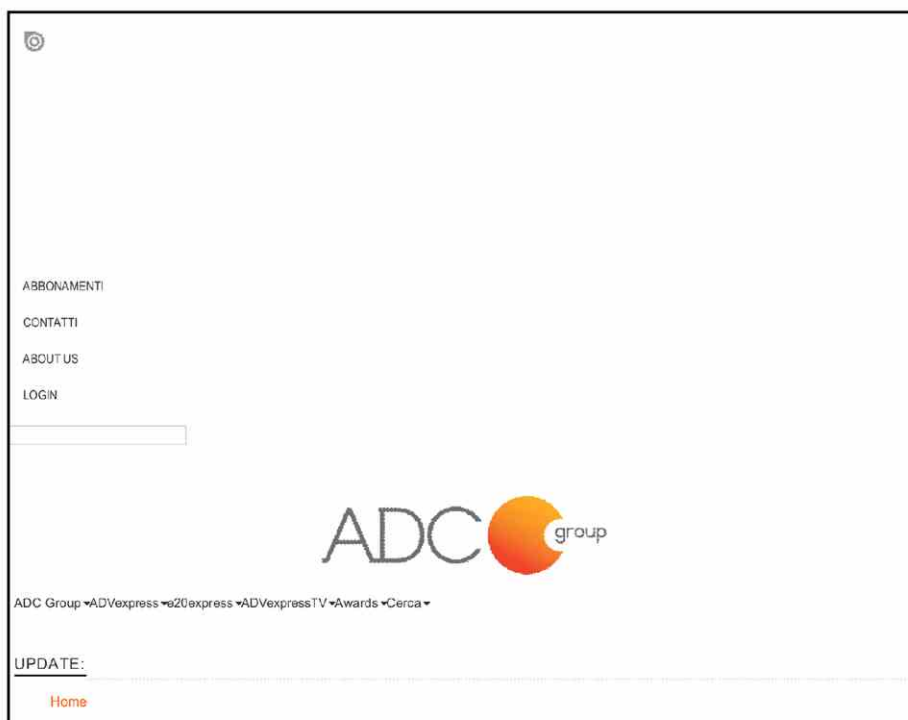 ABBONAMENTI
CONTATTI
ABOUT US
LOGIN
ADC group
ADC Group ADVexpress e20express ADVexpressTV Awards Cerca
UPDATE:
Home